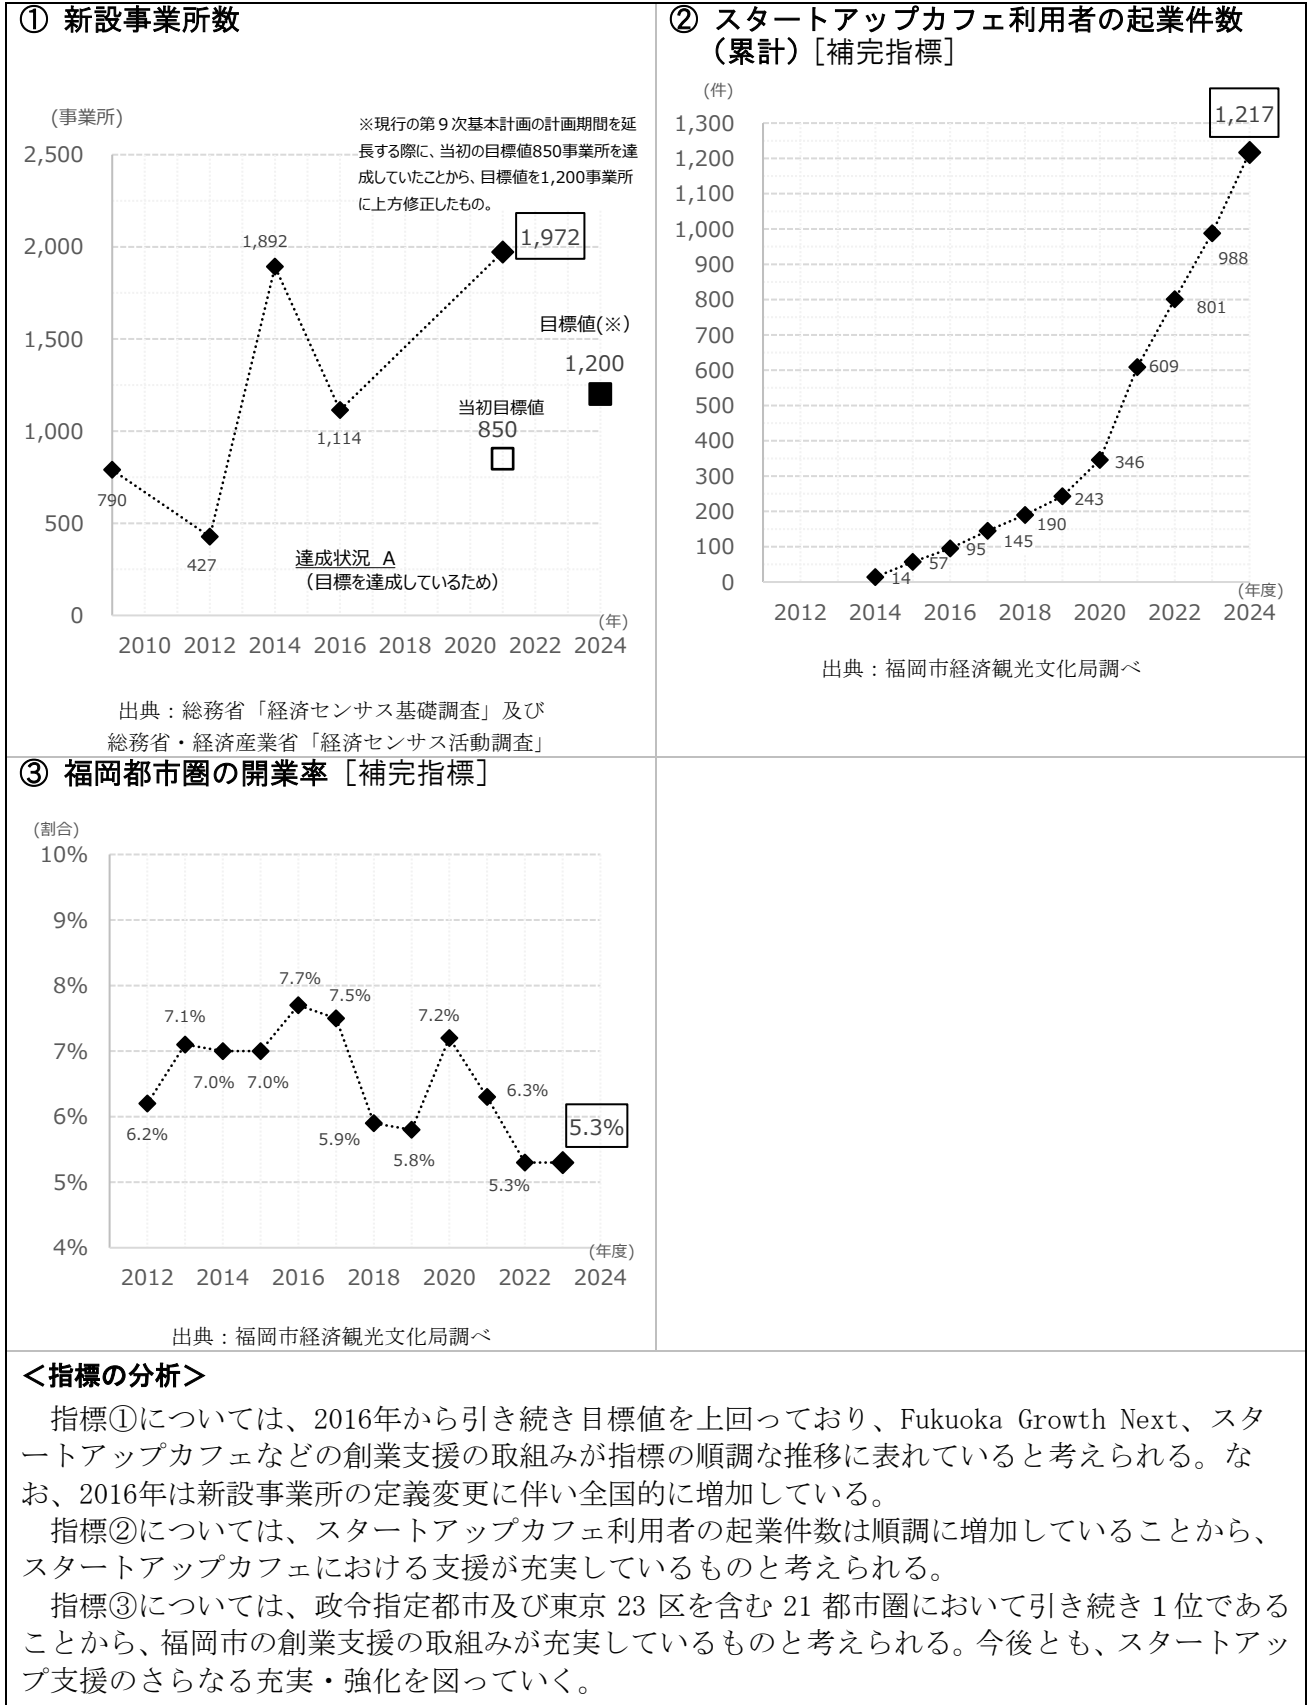 ① 新設事業所数
(事業所)
※現行の第９次基本計画の計画期間を延
長する際に、当初の目標値850事業所を達
成していたことから、目標値を1,200事業所
に上方修正したもの。
2,500
2,000
1,500
1,000
500
0
1,892
1,972
目標値(※)
1,200
当初目標値
850
1,114
790
427
達成状況 A
（目標を達成しているため）
(年)
2010 2012 2014 2016 2018 2020 2022 2024
出典：総務省「経済センサス基礎調査」及び
総務省・経済産業省「経済センサス活動調査」
② スタートアップカフェ利用者の起業件数
（累計）［補完指標］
(件)
1,300
1,200
1,100
1,000
900
800
700
600
500
400
300
200
100
0
1,217
988
801
609
346
243
190
145
95
57
14
(年度)
2012 2014 2016 2018 2020 2022 2024
出典：福岡市経済観光文化局調べ
③ 福岡都市圏の開業率［補完指標］
(割合)
10%
9%
8%
7%
6%
5%
4%
6.2%
7.1%
7.0%
7.0%
7.7%
7.5%
5.9%
5.8%
7.2%
6.3%
5.3%
5.3%
(年度)
2012 2014 2016 2018 2020 2022 2024
出典：福岡市経済観光文化局調べ
＜指標の分析＞
指標①については、2016年から引き続き目標値を上回っており、Fukuoka Growth Next、スタ
ートアップカフェなどの創業支援の取組みが指標の順調な推移に表れていると考えられる。な
お、2016年は新設事業所の定義変更に伴い全国的に増加している。
指標②については、スタートアップカフェ利用者の起業件数は順調に増加していることから、
スタートアップカフェにおける支援が充実しているものと考えられる。
指標③については、政令指定都市及び東京 23 区を含む 21 都市圏において引き続き１位である
ことから、福岡市の創業支援の取組みが充実しているものと考えられる。今後とも、スタートアッ
プ支援のさらなる充実・強化を図っていく。